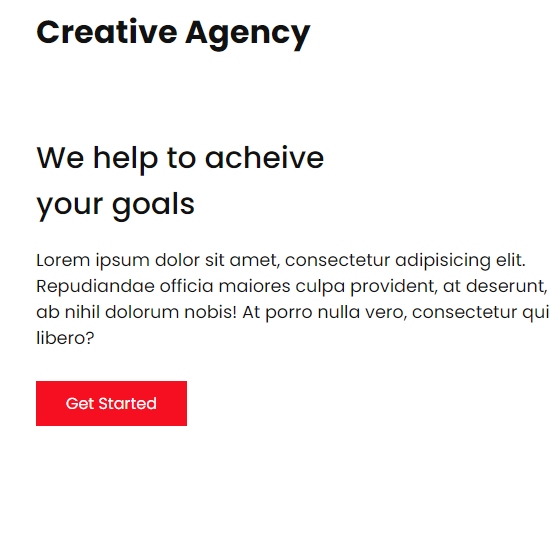 Creative Agency
We help to acheive
your goals
Lorem ipsum dolor sit amet, consectetur adipisicing elit.
Repudiandae officia maiores culpa provident, at deserunt,
ab nihil dolorum nobis! At porro nulla vero, consectetur qui
libero?
Get Started